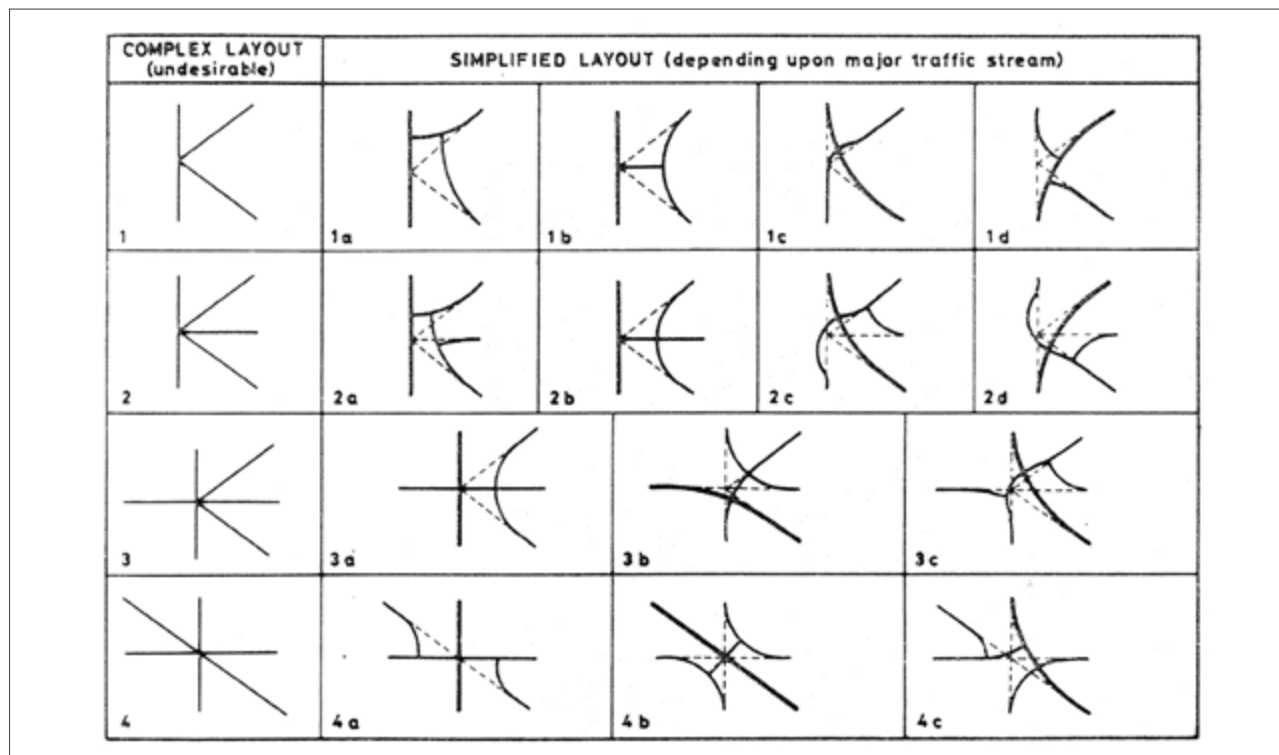 COMPLEX LAYOUT
(undesirable)
SIMPLIFIED LAYOUT (depending upon major traffic stream)
1
1a
1b
1c
1d
2
2a
2b
2c
2d
3
3a
3b
3c
4
4a
4b
4c